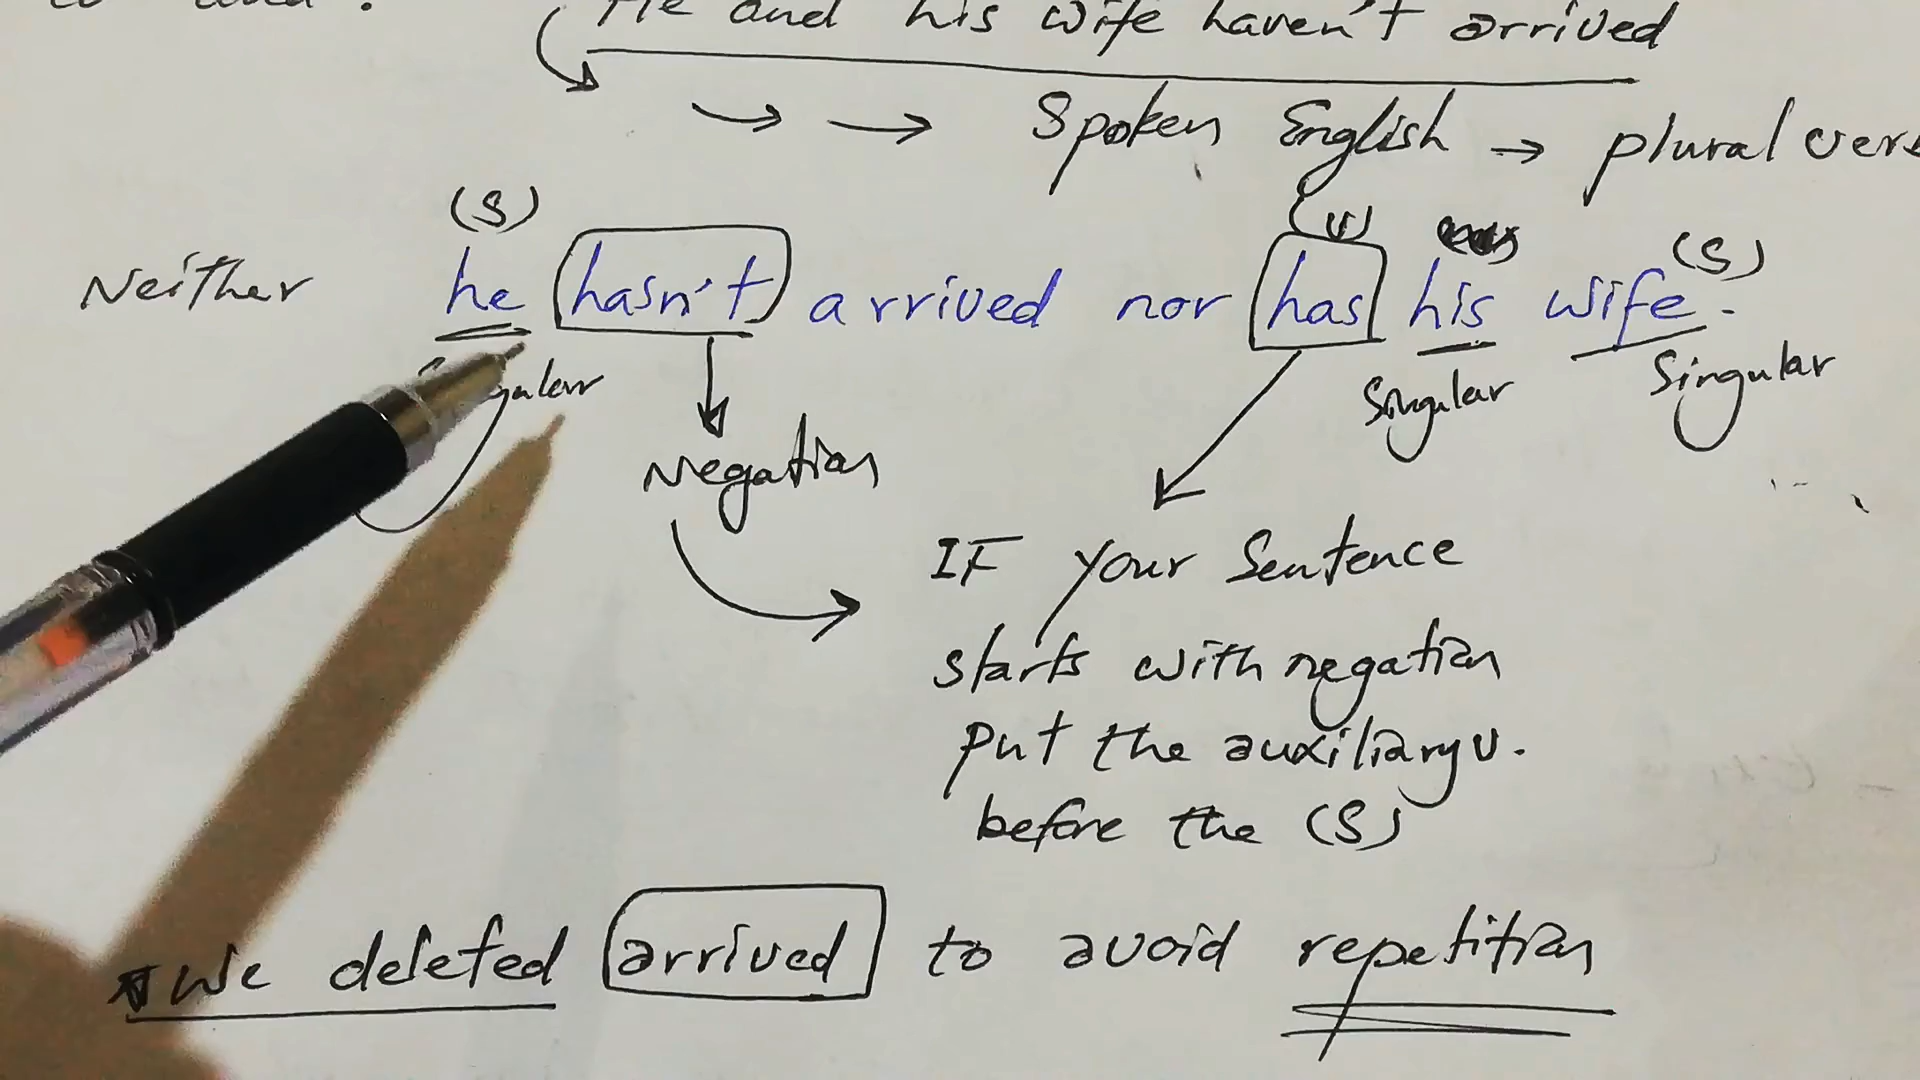 He and his wife haven't arrived
Spoken English → plural
(S) (V) (S)
Neither he hasn't arrived nor has his wife.
Singular Singular
Negation
IF your Sentence
starts with negation
put the auxiliary v.
before the (S)
* We deleted arrived to avoid repetition